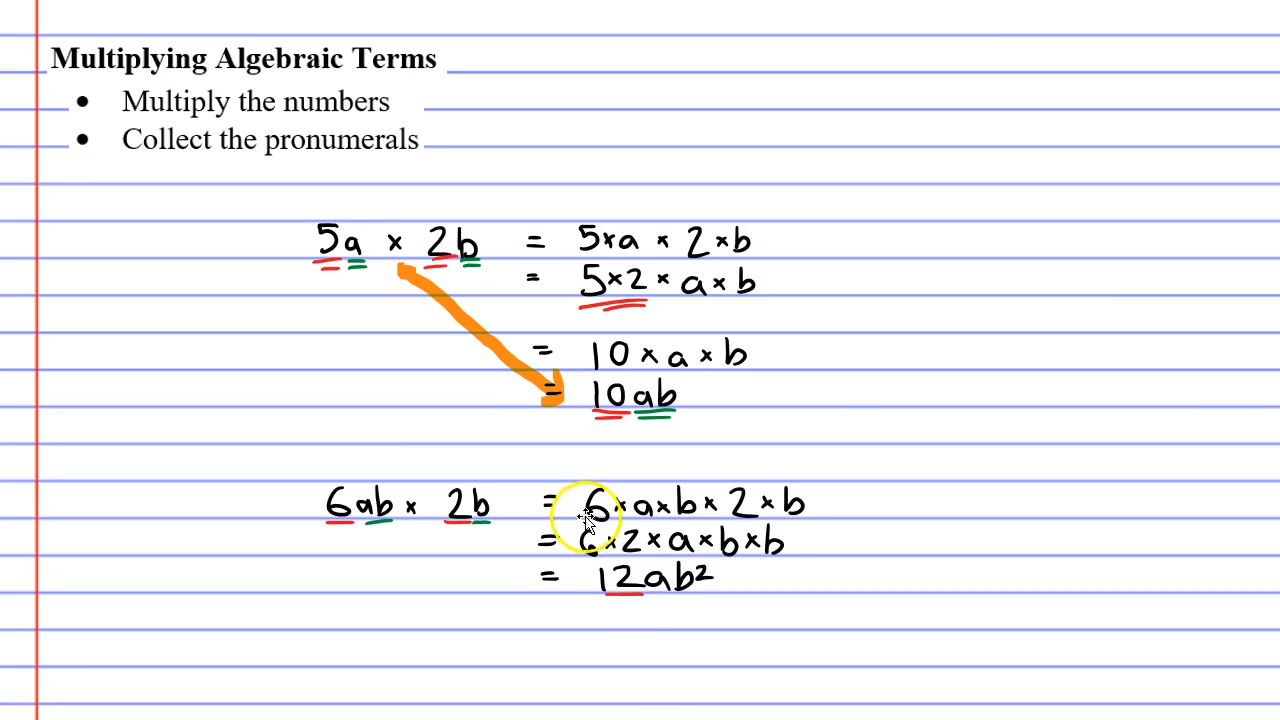 Multiplying Algebraic Terms
• Multiply the numbers
• Collect the pronumerals
5a × 2b = 5×a × 2×b
= 5×2 × a×b
= 10 × a × b
= 10ab
6ab × 2b = 6×a×b×2×b
= 6×2×a×b×b
= 12ab²